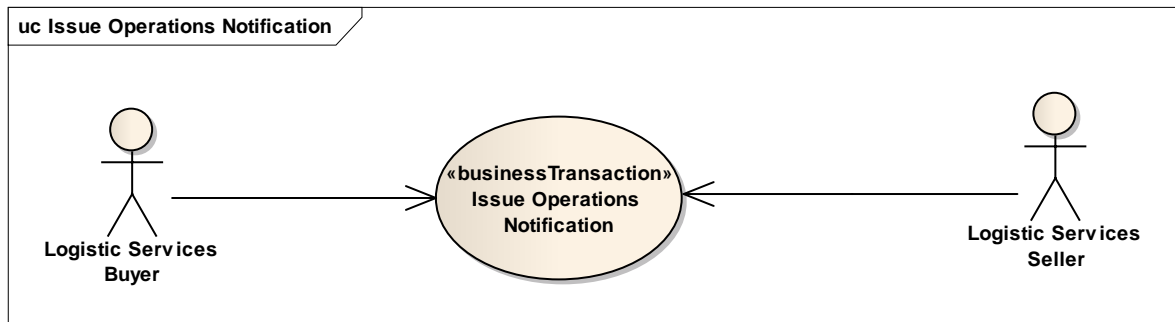 uc Issue Operations Notification
«businessTransaction»
Issue Operations
Notification
Logistic Services
Buyer
Logistic Services
Seller